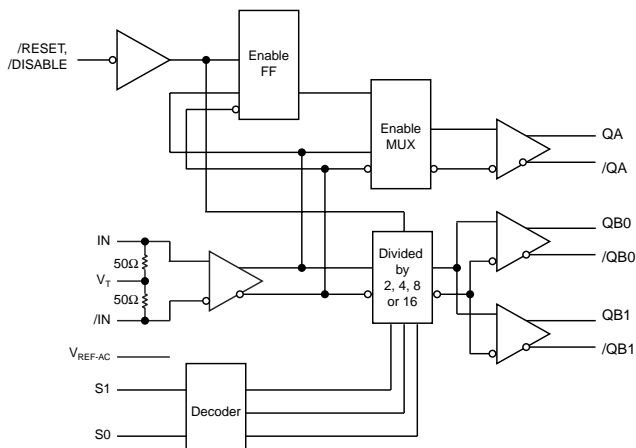 /RESET,
/DISABLE
Enable
FF
Enable
MUX
QA
/QA
IN
50Ω
VT
50Ω
/IN
Divided
by
2, 4, 8
or 16
QB0
/QB0
QB1
/QB1
VREF-AC
S1
Decoder
S0